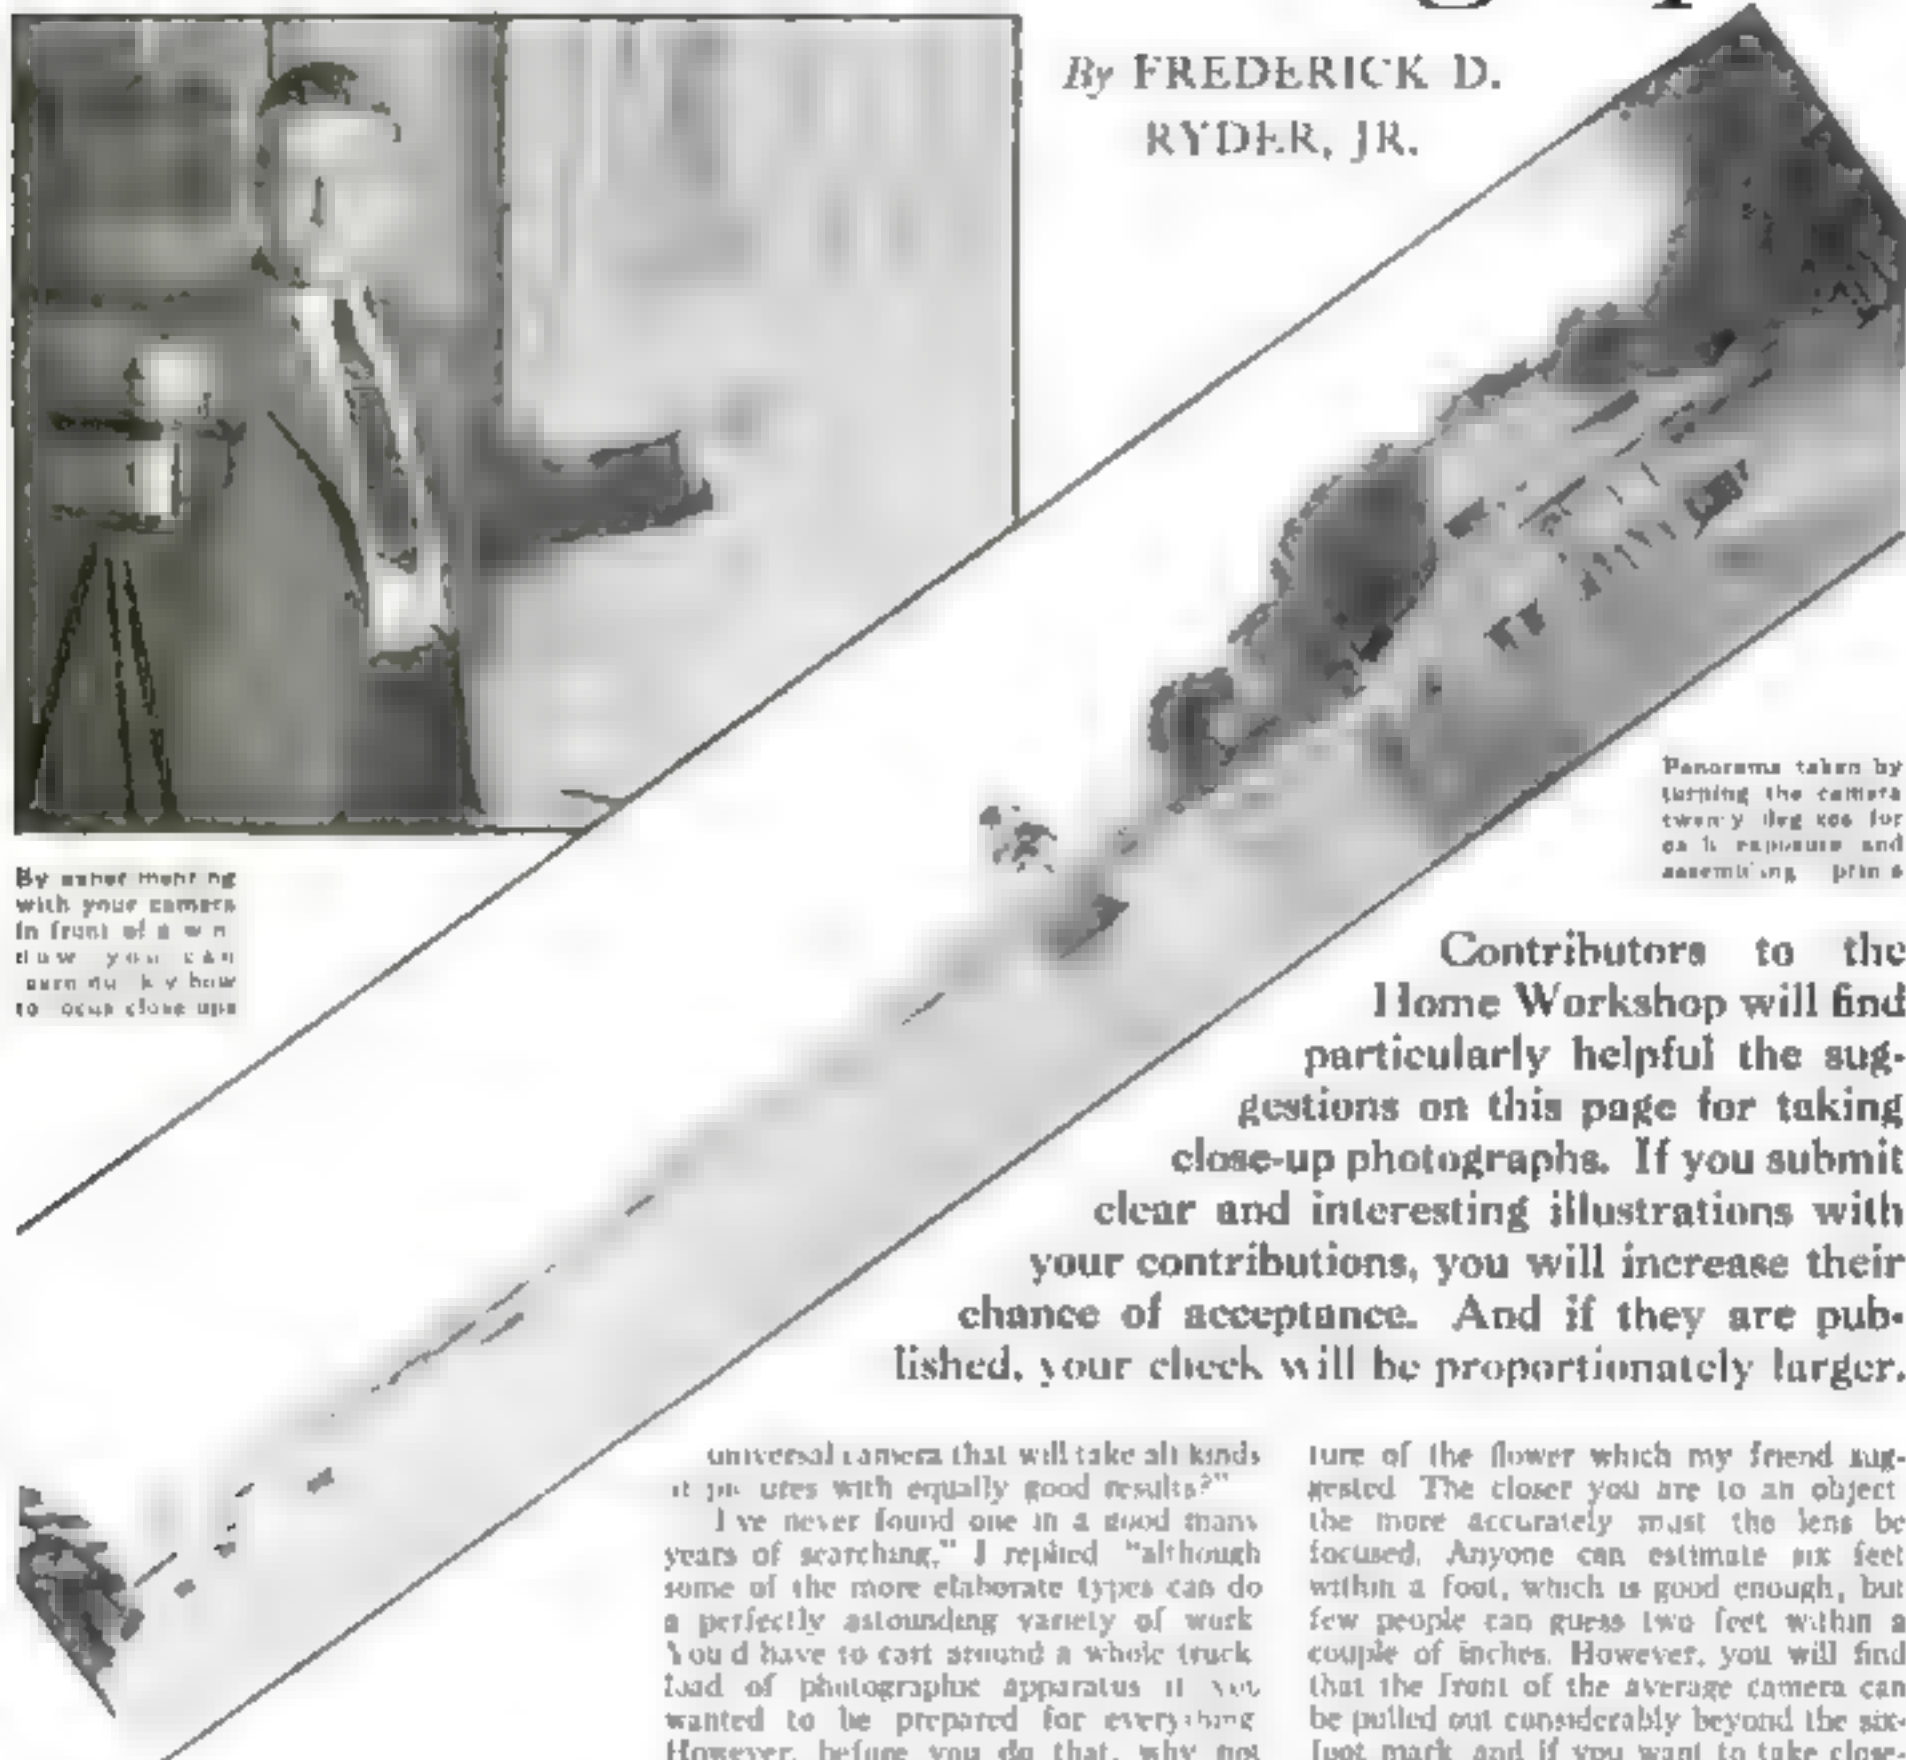 By FREDERICK D.
RYDER, JR.
By
with your camera
in front of a
you can
how
to close ups
Panorama taken by
turning the camera
twenty for
exposure and
assembling
Contributors to the
Home Workshop will find
particularly helpful the sug-
gestions on this page for taking
close-up photographs. If you submit
clear and interesting illustrations with
your contributions, you will increase their
chance of acceptance. And if they are pub-
lished, your check will be proportionately larger.
universal camera that will take all kinds
with equally good results?"
I've never found one in a good many
years of searching," I replied "although
some of the more elaborate types can do
a perfectly astounding variety of work
You'd have to cart around a whole truck
load of photographic apparatus if you
wanted to be prepared for everything
However, before you do that, why not
ture of the flower which my friend sug-
gested. The closer you are to an object
the more accurately must the lens be
focused. Anyone can estimate six feet
within a foot, which is good enough, but
few people can guess two feet within a
couple of inches. However, you will find
that the front of the average camera can
be pulled out considerably beyond the six-
foot mark and if you want to take close-